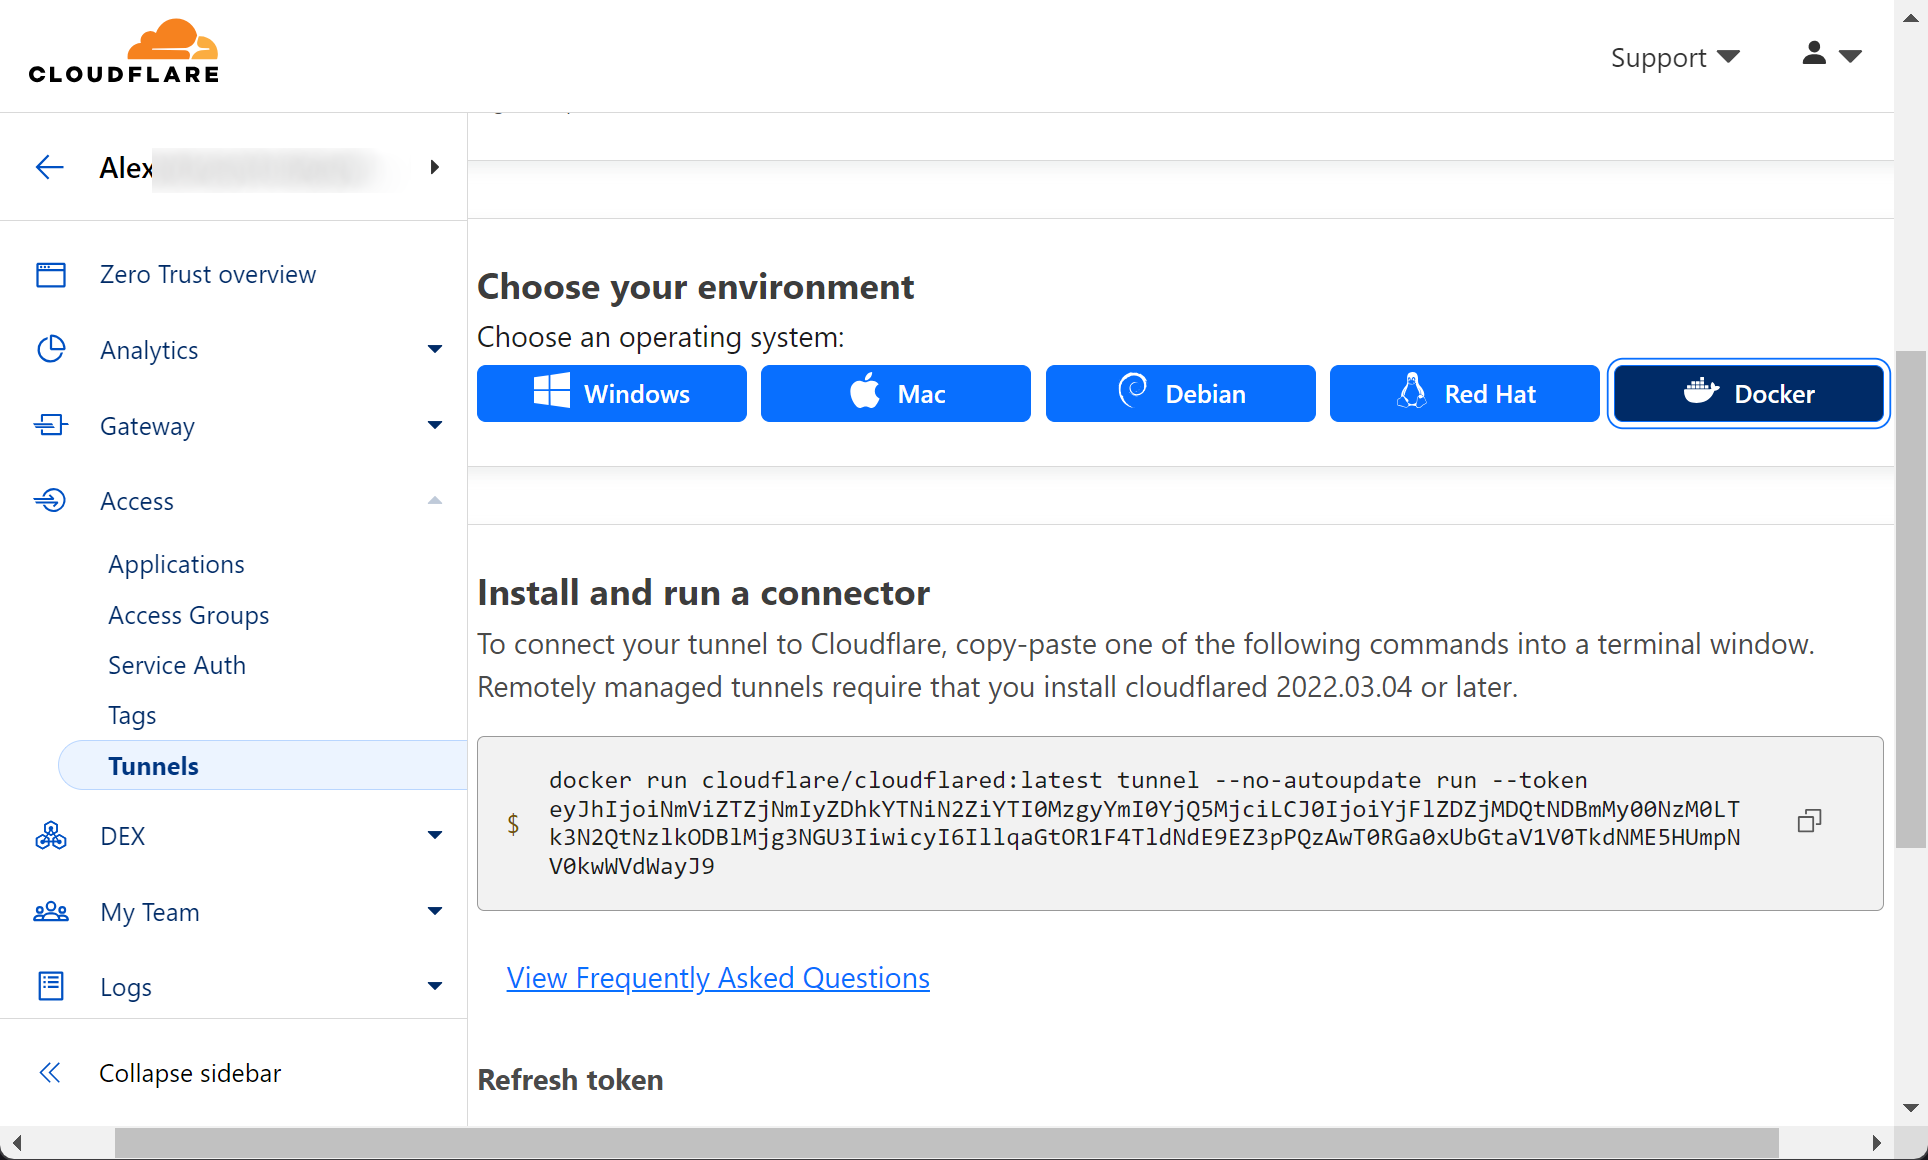 CLOUDFLARE
Support
Alex
Zero Trust overview
Analytics
Gateway
Access
Applications
Access Groups
Service Auth
Tags
Tunnels
DEX
My Team
Logs
Collapse sidebar
Choose your environment
Choose an operating system:
Windows
Mac
Debian
Red Hat
Docker
Install and run a connector
To connect your tunnel to Cloudflare, copy-paste one of the following commands into a terminal window.
Remotely managed tunnels require that you install cloudflared 2022.03.04 or later.
docker run cloudflare/cloudflared:latest tunnel --no-autoupdate run --token
$ eyJhIjoiNmViZTZjNmIyZDhkYTNiN2ZiYTI0MzgyYmI0YjQ5MjciLCJ0IjoiYjFlZDZjMDQtNDBmMy00NzM0LT
k3N2QtNzlkODBlMjg3NGU3IiwicyI6IllqaGtOR1F4TldNdE9EZ3pPQzAwT0RGa0xUbGtaV1V0TkdNME5HUmpN
V0kwWVdWayJ9
View Frequently Asked Questions
Refresh token